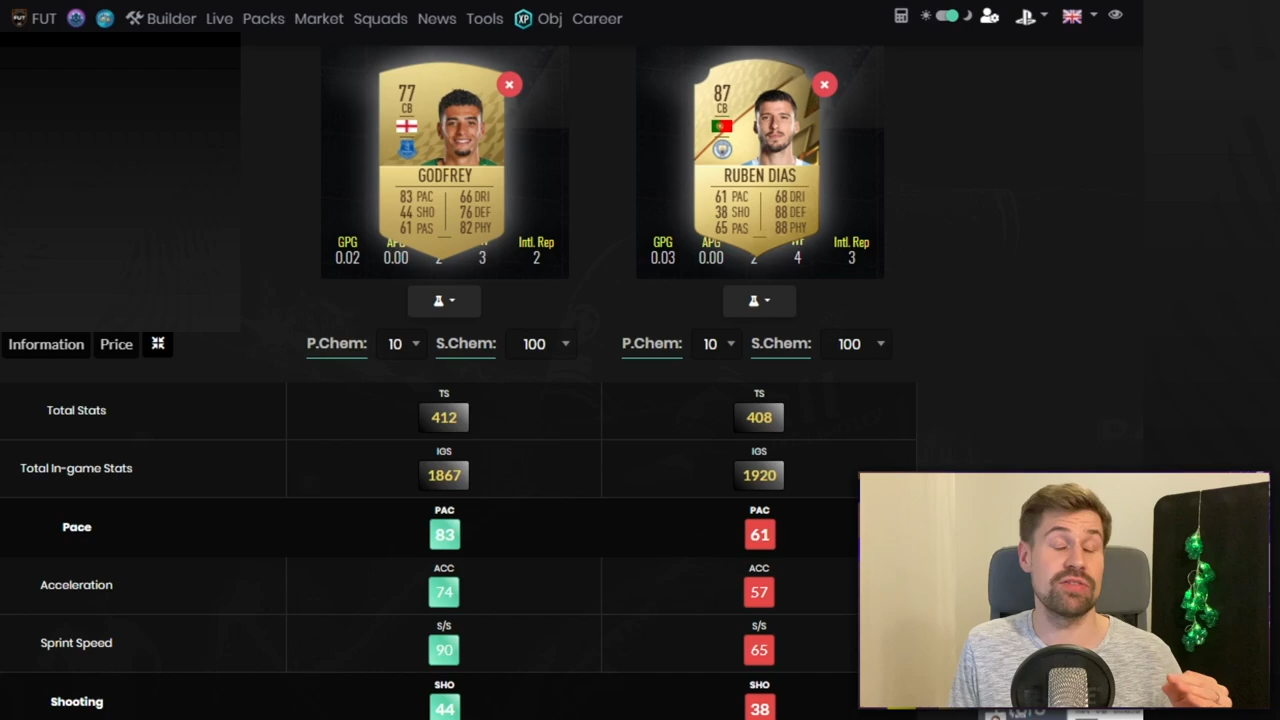 FUT Builder Live Packs Market Squads News Tools XP Obj Career
77
CB
GODFREY
83 PAC 66 DRI
44 SHO 76 DEF
61 PAS 82 PHY
GPG Intl. Rep
0.02 0.00 2 3 2
87
CB
RUBEN DIAS
61 PAC 68 DRI
38 SHO 88 DEF
65 PAS 88 PHY
GPG APG Intl. Rep
0.03 0.00 2 4 3
Information Price
P.Chem: 10 S.Chem: 100 P.Chem: 10 S.Chem: 100
TS TS
Total Stats 412 408
IGS IGS
Total In-game Stats 1867 1920
PAC PAC
Pace 83 61
ACC ACC
Acceleration 74 57
S/S S/S
Sprint Speed 90 65
SHO SHO
Shooting 44 38